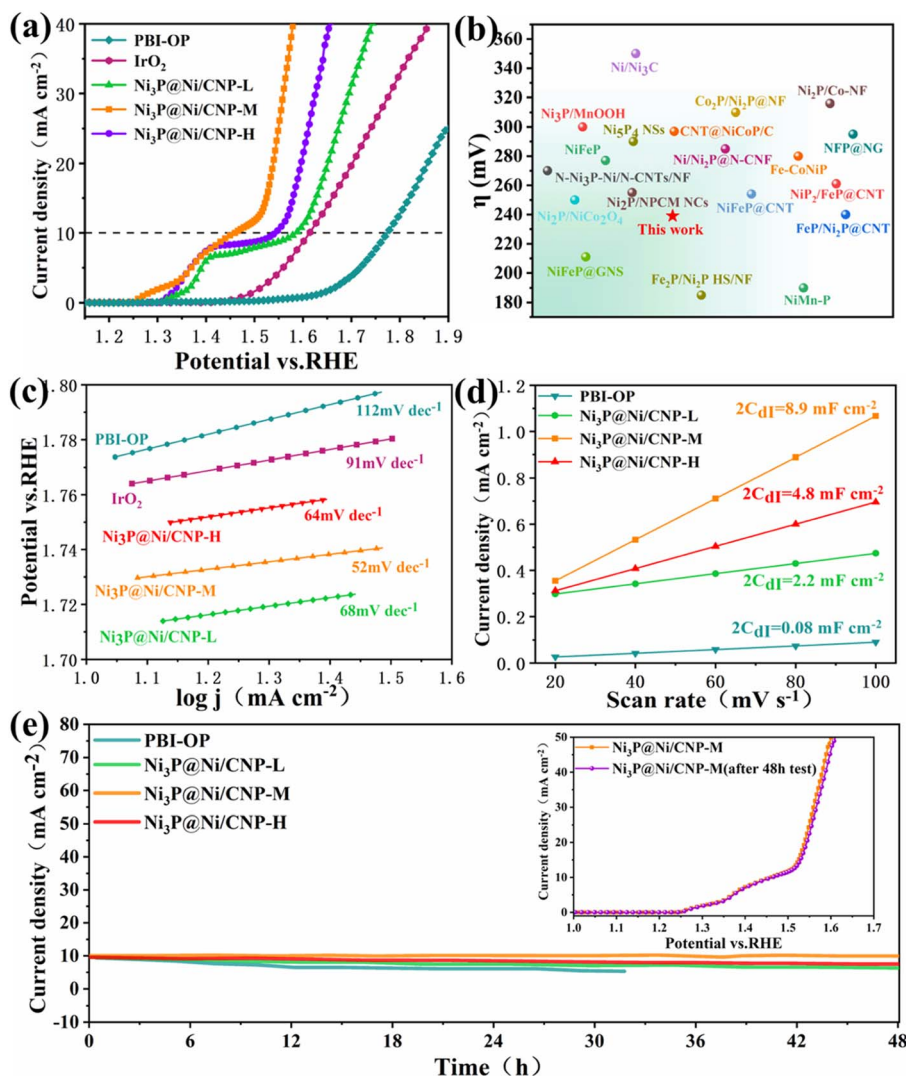 (a)
PBI-OP
IrO₂
Ni₃P@Ni/CNP-L
Ni₃P@Ni/CNP-M
Ni₃P@Ni/CNP-H
Current density (mA cm⁻²)
40
30
20
10
0
1.2 1.3 1.4 1.5 1.6 1.7 1.8 1.9
Potential vs.RHE
(b)
η (mV)
360
340
320
300
280
260
240
220
200
180
Ni/Ni₃C
Ni₂P/Co-NF
Co₂P/Ni₂P@NF
Ni₃P/MnOOH
Ni₅P₄ NSs
CNT@NiCoP/C
NFP@NG
NiFeP
Ni/Ni₂P@N-CNF
Fe-CoNiP
N-Ni₃P-Ni/N-CNTs/NF
NiP₂/FeP@CNT
Ni₂P/NPCM NCs
NiFeP@CNT
Ni₂P/NiCo₂O₄
This work
FeP/Ni₂P@CNT
NiFeP@GNS
Fe₂P/Ni₂P HS/NF
NiMn-P
(c)
Potential vs.RHE
1.80
1.78
1.76
1.74
1.72
1.70
PBI-OP
112mV dec⁻¹
IrO₂
91mV dec⁻¹
Ni₃P@Ni/CNP-H
64mV dec⁻¹
Ni₃P@Ni/CNP-M
52mV dec⁻¹
Ni₃P@Ni/CNP-L
68mV dec⁻¹
1.0 1.1 1.2 1.3 1.4 1.5 1.6
log j（mA cm⁻²）
(d)
PBI-OP
Ni₃P@Ni/CNP-L
Ni₃P@Ni/CNP-M
Ni₃P@Ni/CNP-H
Current density（mA cm⁻²）
1.2
1.0
0.8
0.6
0.4
0.2
0.0
2C_dI=8.9 mF cm⁻²
2C_dI=4.8 mF cm⁻²
2C_dI=2.2 mF cm⁻²
2C_dI=0.08 mF cm⁻²
20 40 60 80 100
Scan rate（mV s⁻¹）
(e)
PBI-OP
Ni₃P@Ni/CNP-L
Ni₃P@Ni/CNP-M
Ni₃P@Ni/CNP-H
Current density（mA cm⁻²）
80
70
60
50
40
30
20
10
0
-10
0 6 12 18 24 30 36 42 48
Time（h）
Ni₃P@Ni/CNP-M
Ni₃P@Ni/CNP-M(after 48h test)
Current density（mA cm⁻²）
50
40
30
20
10
0
1.0 1.1 1.2 1.3 1.4 1.5 1.6 1.7
Potential vs.RHE